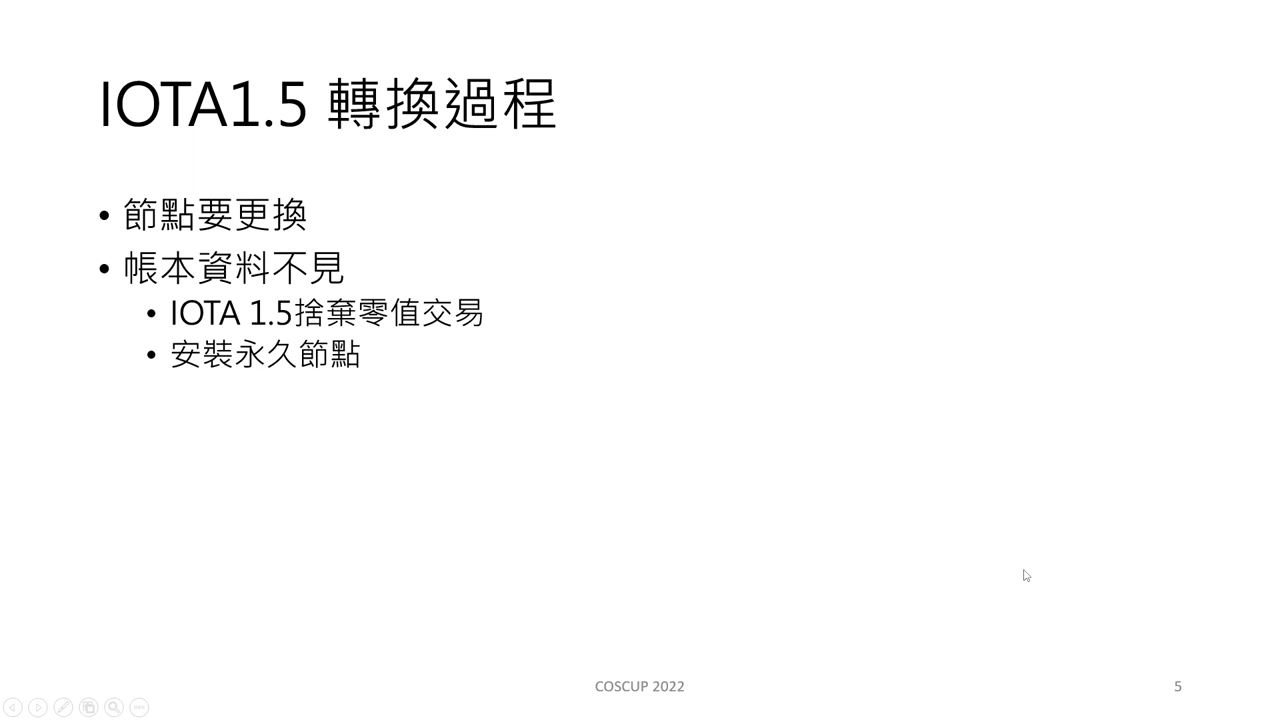 IOTA1.5 轉換過程
• 節點要更換
• 帳本資料不見
• IOTA 1.5捨棄零值交易
• 安裝永久節點
COSCUP 2022
5